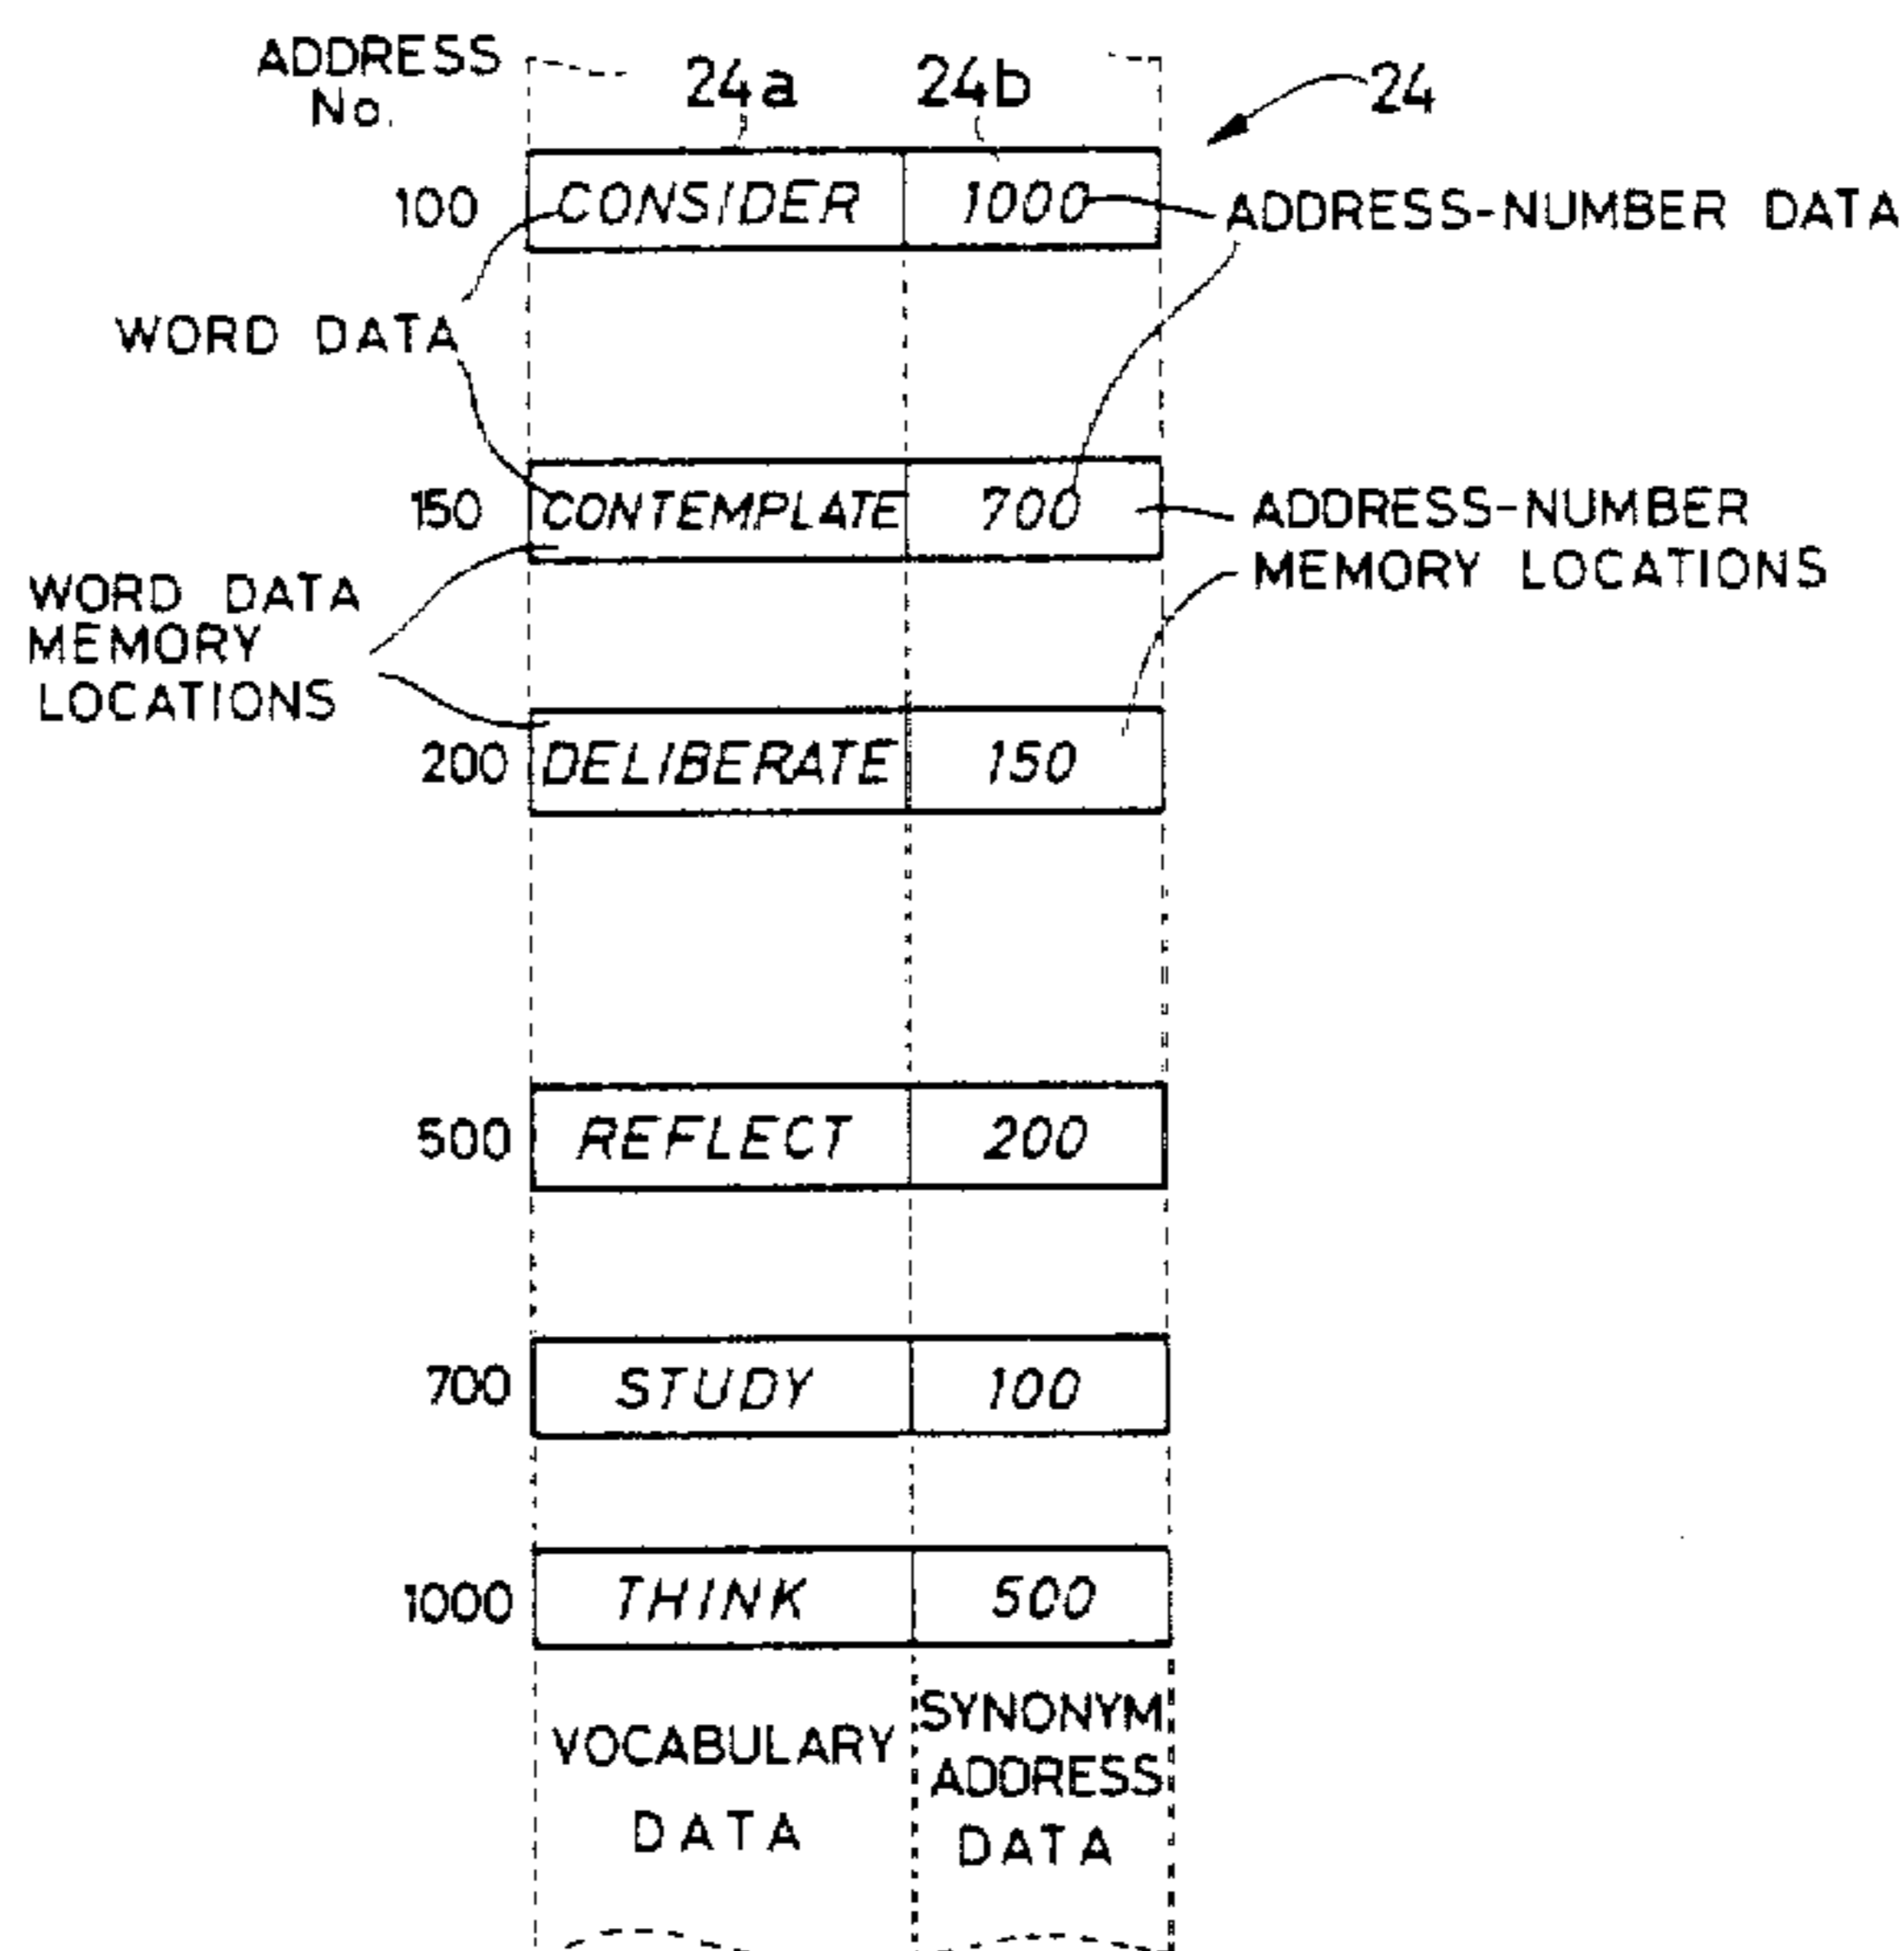 ADDRESS
No.
24a 24b
24
100 CONSIDER 1000
ADDRESS-NUMBER DATA
WORD DATA
150 CONTEMPLATE 700
ADDRESS-NUMBER
MEMORY LOCATIONS
WORD DATA
MEMORY
LOCATIONS
200 DELIBERATE 150
500 REFLECT 200
700 STUDY 100
1000 THINK 500
VOCABULARY
DATA
SYNONYM
ADDRESS
DATA